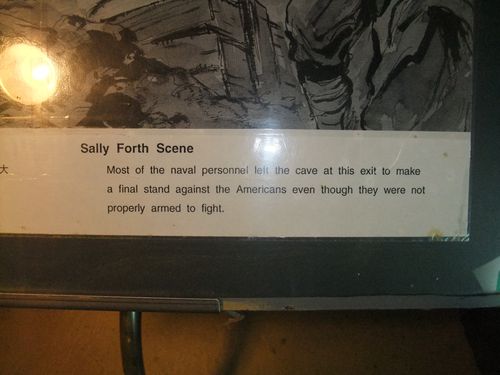 Sally Forth Scene
大
Most of the naval personnel left the cave at this exit to make
a final stand against the Americans even though they were not
properly armed to fight.